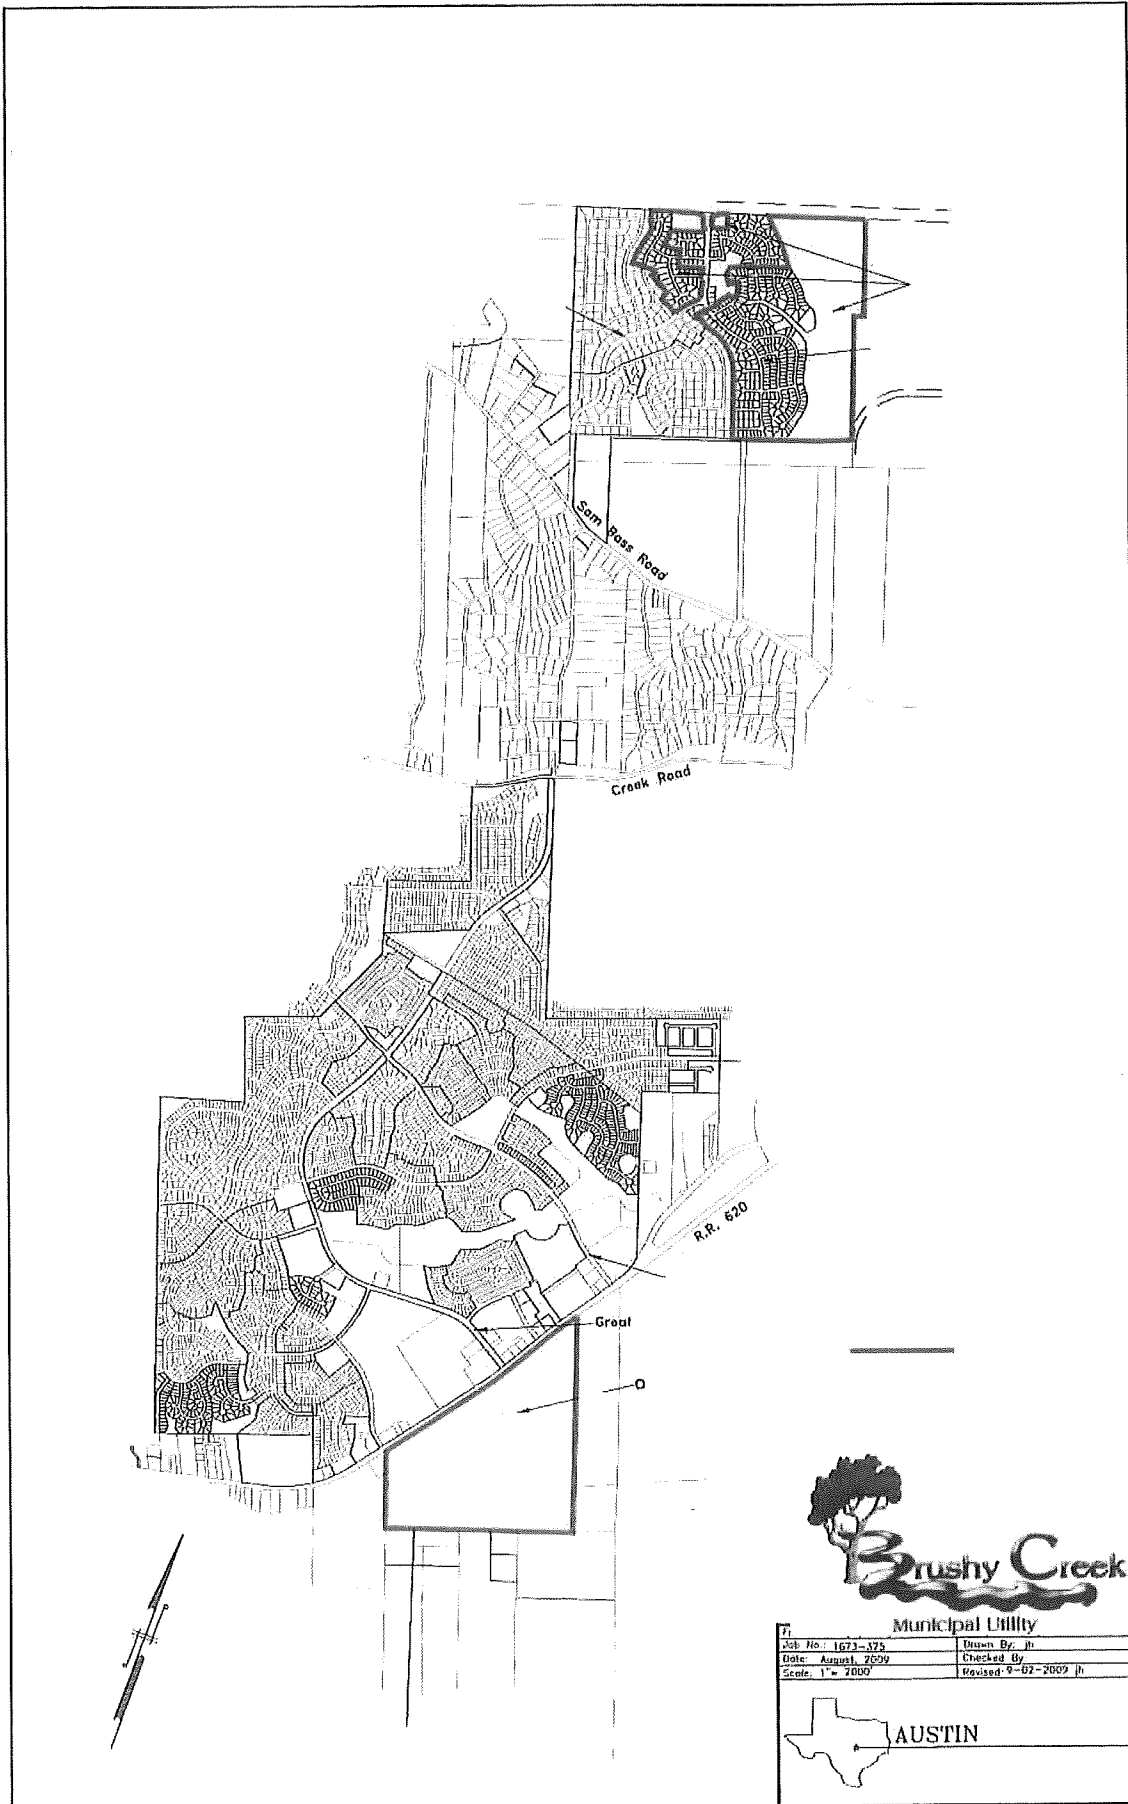 Sam Bass Road
Creek Road
R.R. 620
Great
O
Brushy Creek
Municipal Utility
Job No.: 1673-375
Drawn By: jh
Date: August, 2009
Checked By:
Scale: 1"= 2000'
Revised: 9-02-2009 jh
AUSTIN